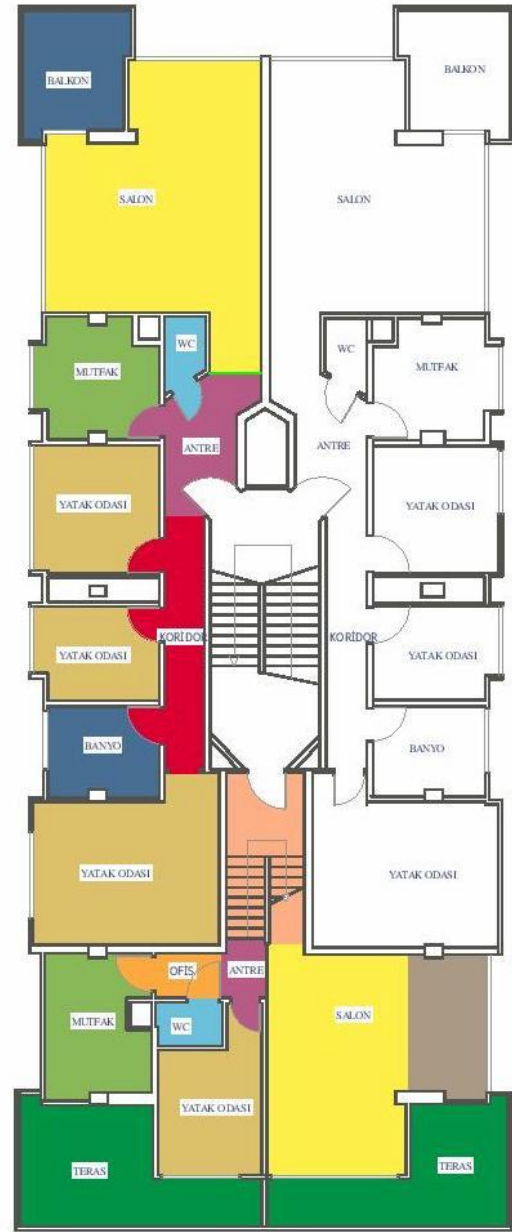 BALKON
BALKON
SALON
SALON
WC
WC
MUTFAK
MUTFAK
ANTRE
ANTRE
YATAK ODASI
YATAK ODASI
KORİDOR
KORİDOR
YATAK ODASI
YATAK ODASI
BANYO
BANYO
YATAK ODASI
YATAK ODASI
OFİS
ANTRE
MUTFAK
WC
SALON
YATAK ODASI
TERAS
TERAS